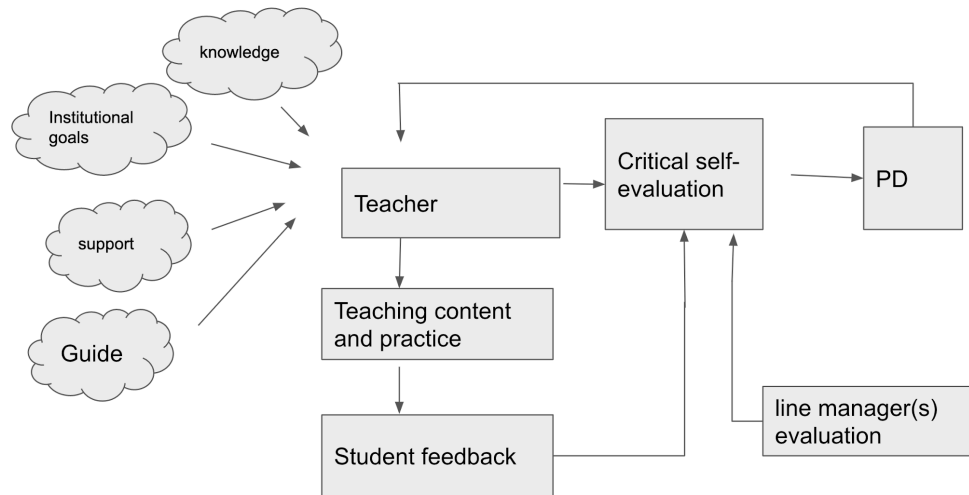 knowledge
Institutional
goals
support
Guide
Teacher
Critical self-
evaluation
PD
Teaching content
and practice
Student feedback
line manager(s)
evaluation